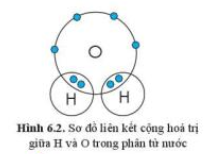 O
H H
Hình 6.2. Sơ đồ liên kết cộng hoá trị
giữa H và O trong phân tử nước